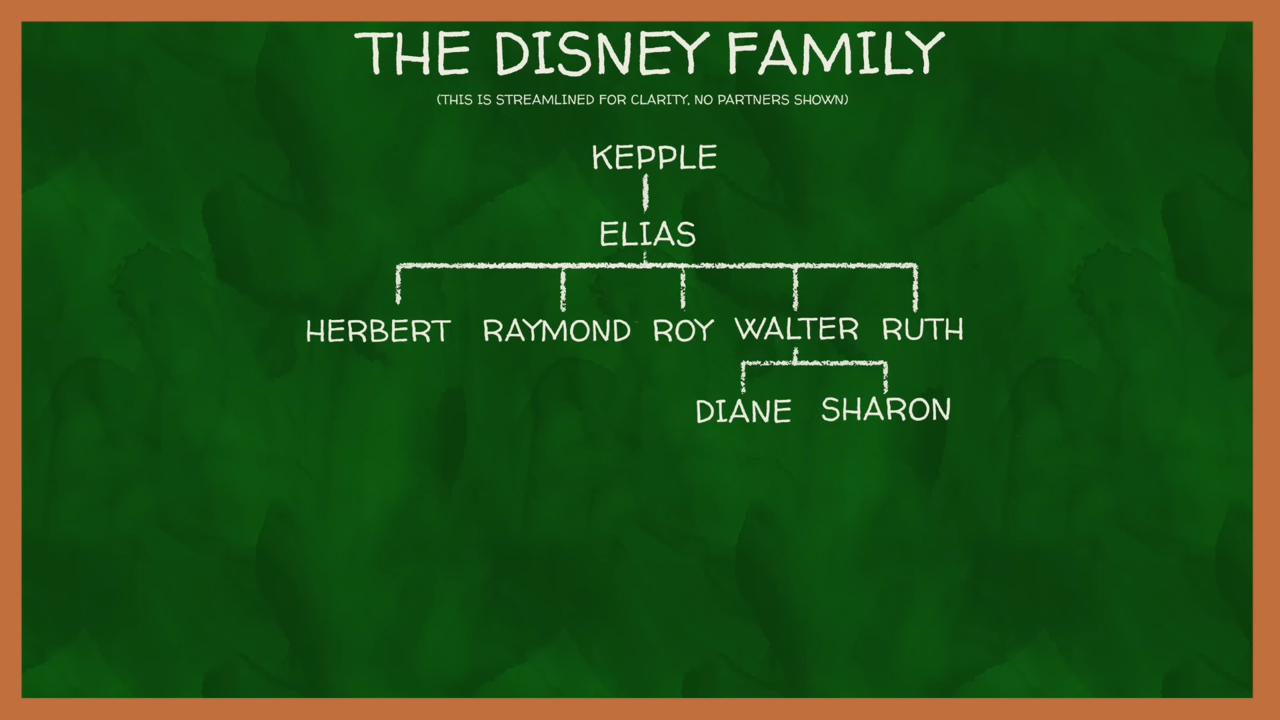 THE DISNEY FAMILY
(THIS IS STREAMLINED FOR CLARITY, NO PARTNERS SHOWN)
KEPPLE
ELIAS
HERBERT RAYMOND ROY WALTER RUTH
DIANE SHARON